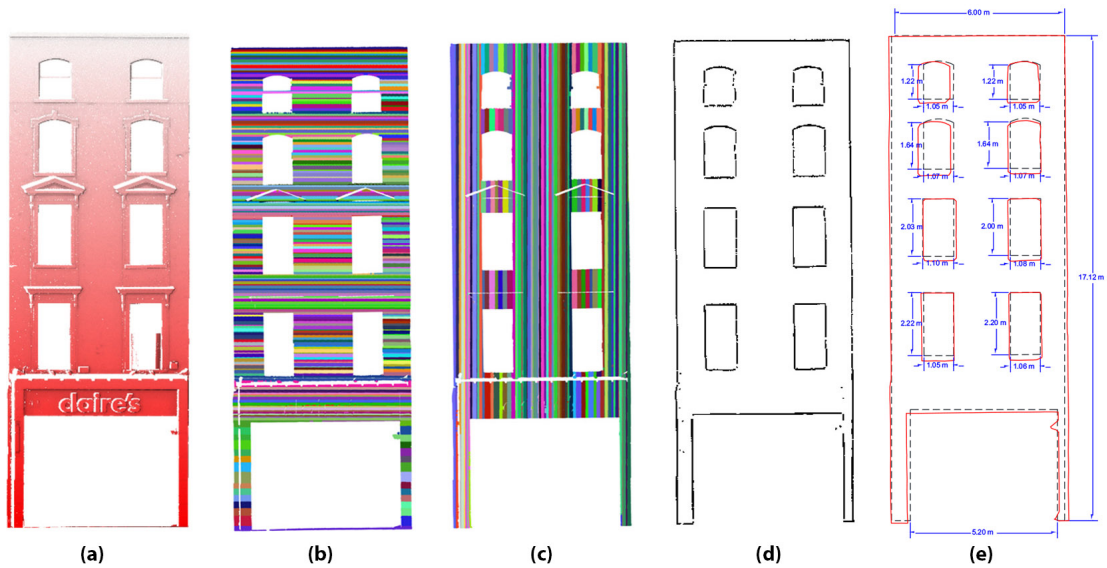 6.00 m
1.22 m
1.22 m
1.05 m
1.05 m
1.64 m
1.64 m
1.07 m
1.07 m
2.03 m
2.00 m
1.10 m
1.08 m
17.12 m
2.22 m
2.20 m
1.05 m
1.06 m
claire's
5.20 m
(a) (b) (c) (d) (e)